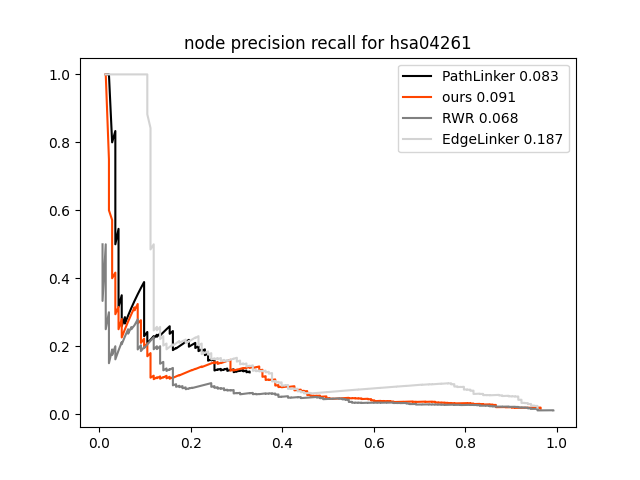 node precision recall for hsa04261
PathLinker 0.083
ours 0.091
RWR 0.068
EdgeLinker 0.187
1.0
0.8
0.6
0.4
0.2
0.0
0.0 0.2 0.4 0.6 0.8 1.0